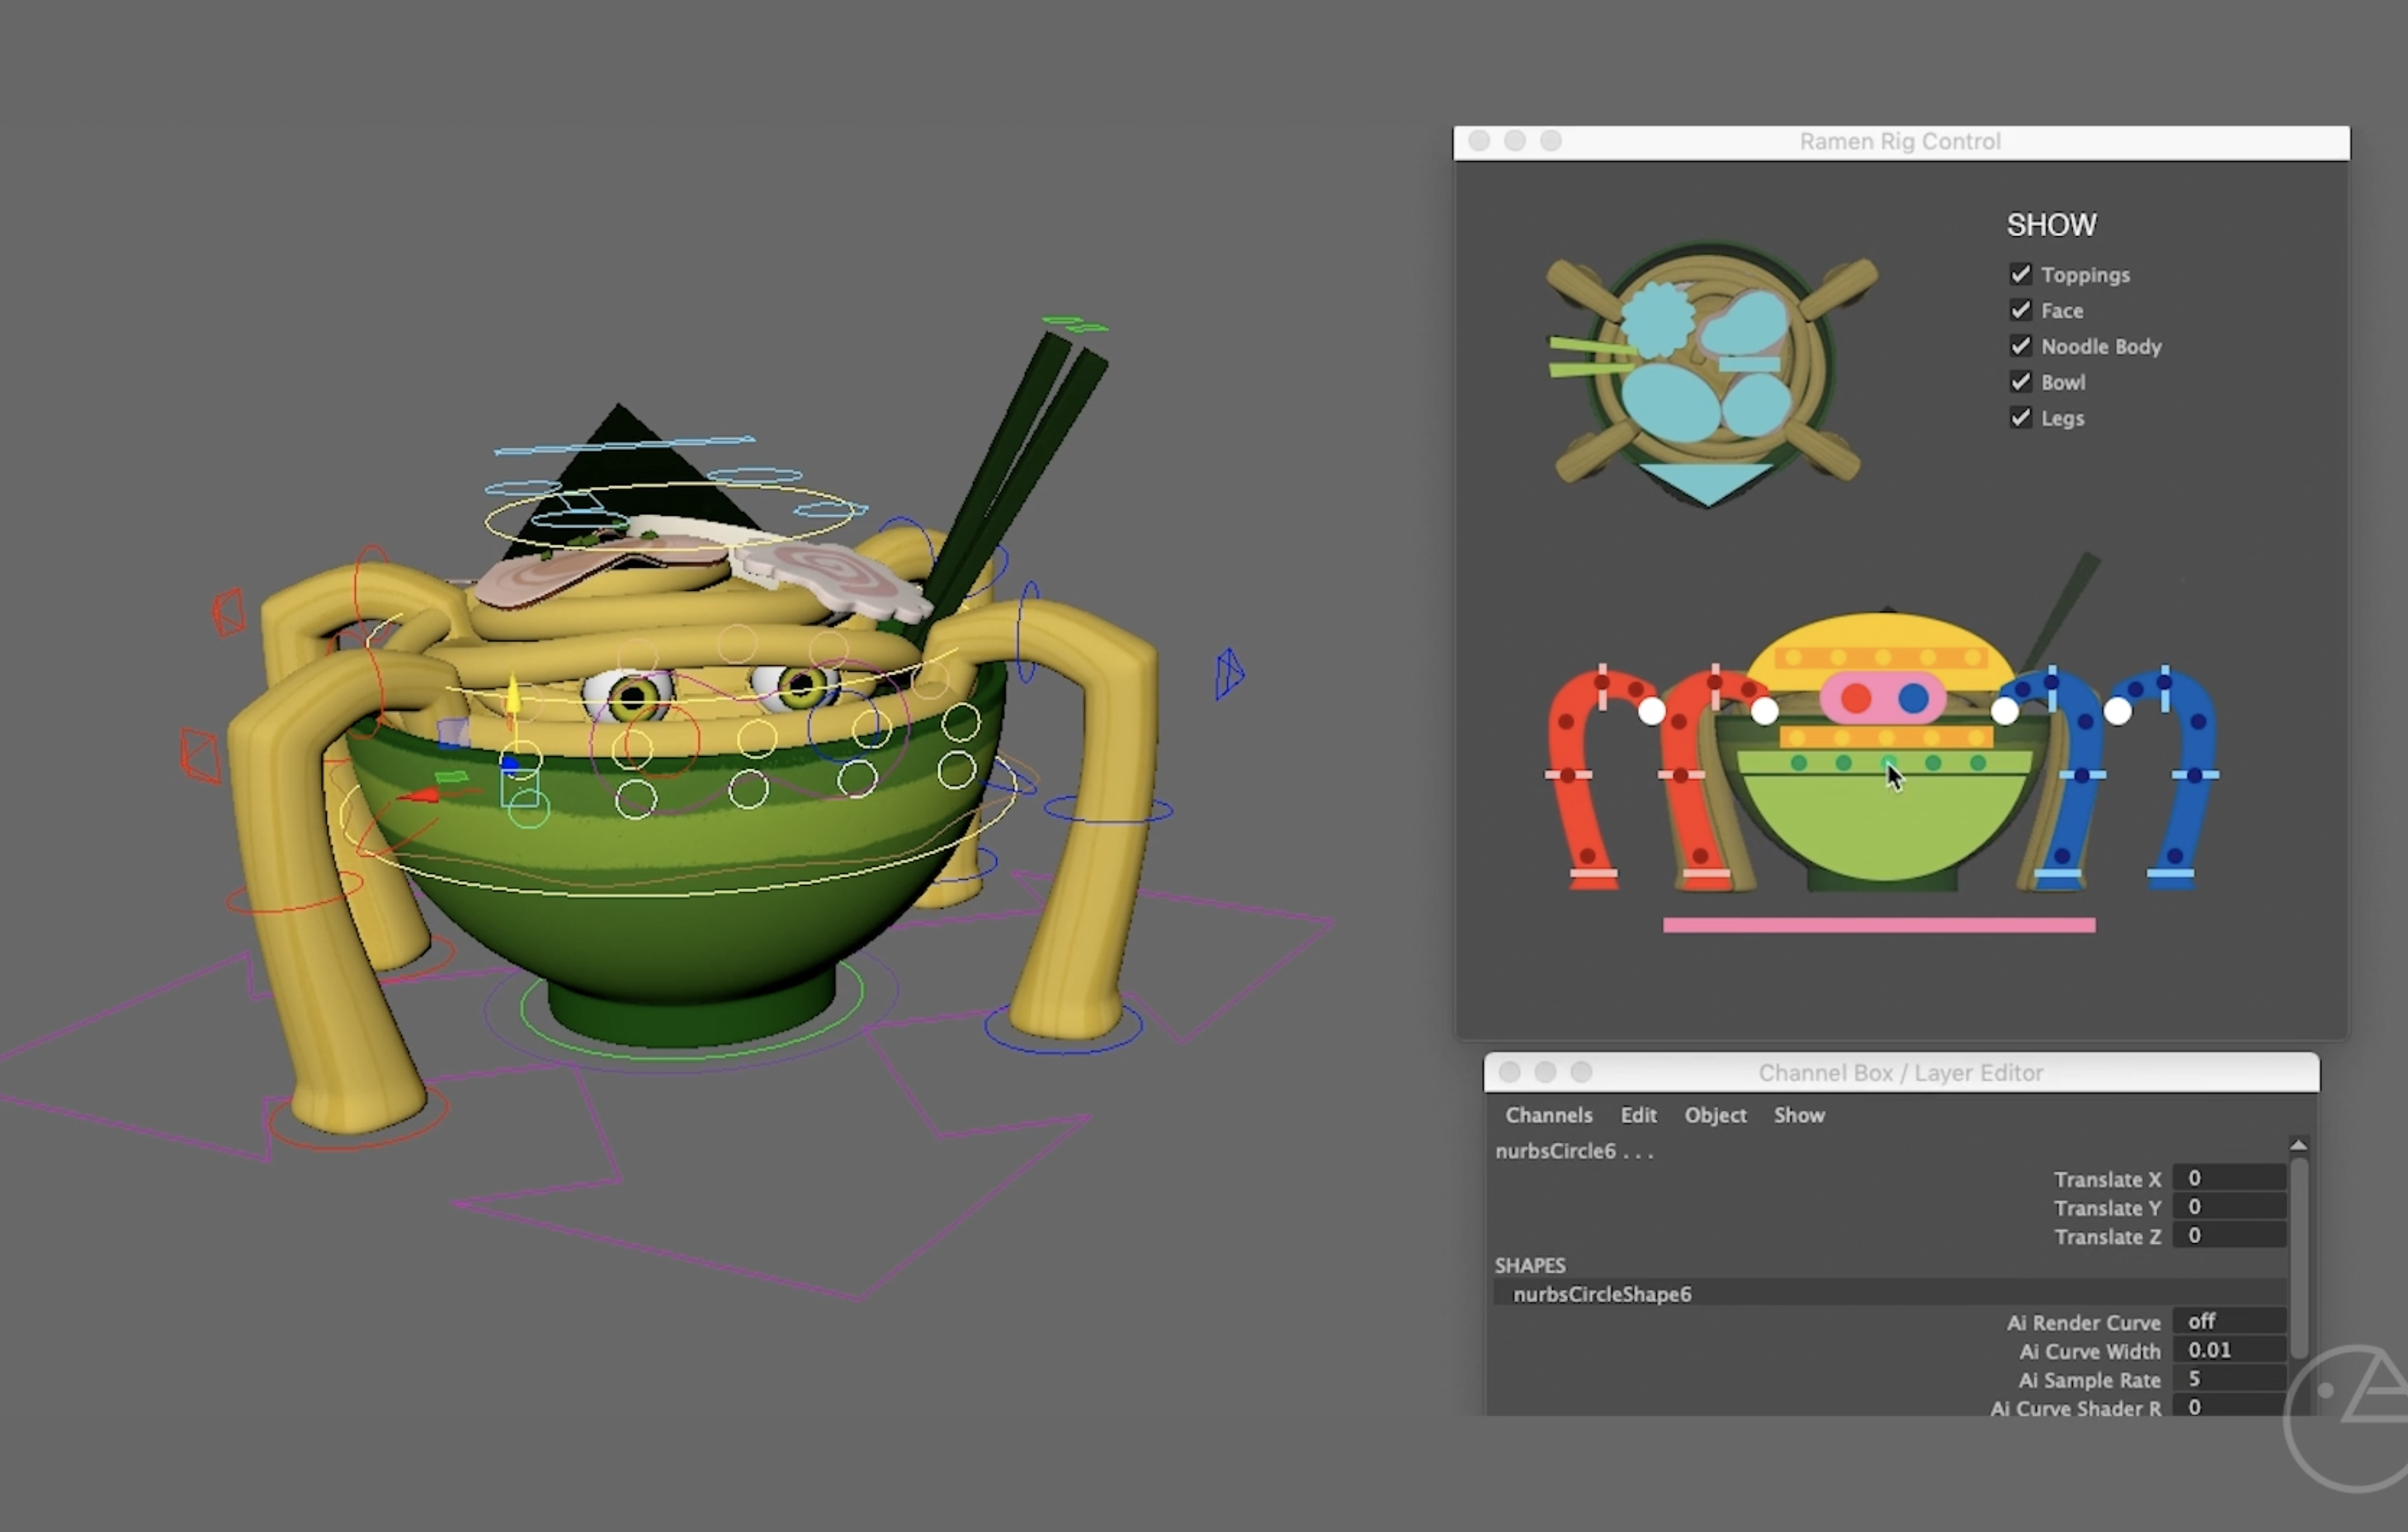 Ramen Rig Control
SHOW
Toppings
Face
Noodle Body
Bowl
Legs
Channel Box / Layer Editor
Channels Edit Object Show
nurbsCircle6 . . .
Translate X 0
Translate Y 0
Translate Z 0
SHAPES
nurbsCircleShape6
Ai Render Curve off
Ai Curve Width 0.01
Ai Sample Rate 5
Ai Curve Shader R 0